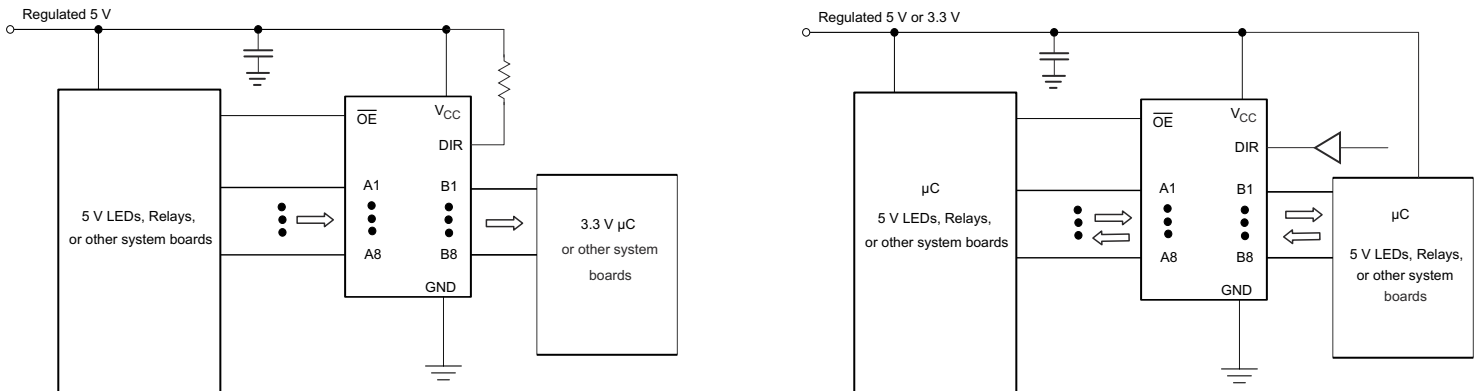 Regulated 5 V
OE
VCC
DIR
A1
B1
5 V LEDs, Relays,
or other system boards
A8
B8
GND
3.3 V µC
or other system
boards
Regulated 5 V or 3.3 V
OE
VCC
DIR
A1
B1
µC
5 V LEDs, Relays,
or other system boards
A8
B8
GND
µC
5 V LEDs, Relays,
or other system
boards